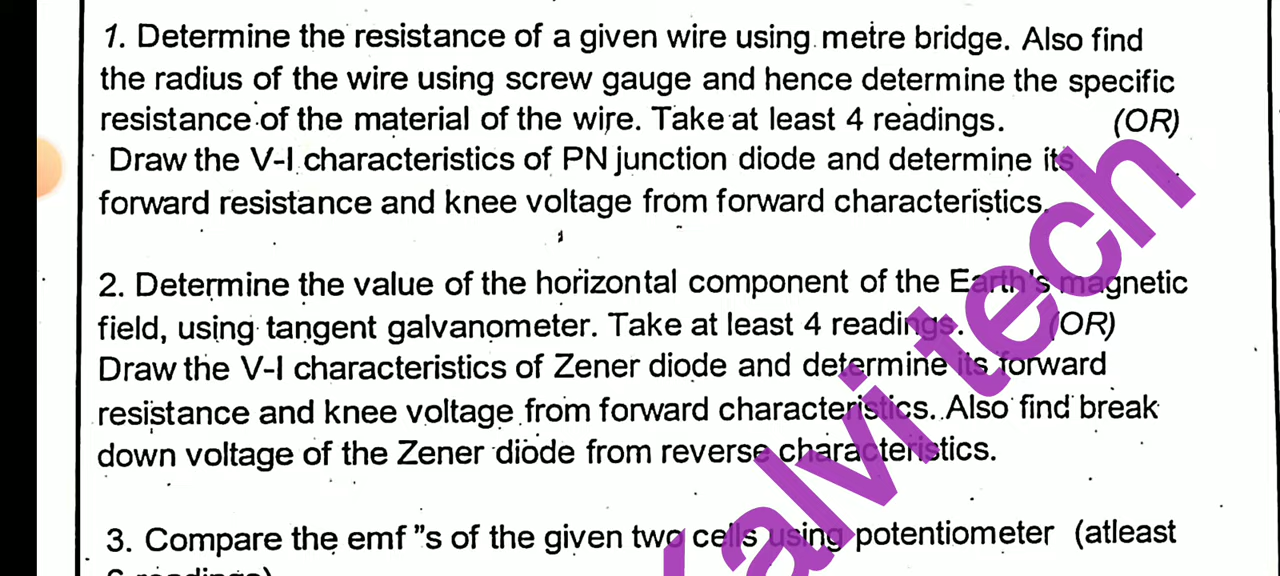 1. Determine the resistance of a given wire using metre bridge. Also find
the radius of the wire using screw gauge and hence determine the specific
resistance of the material of the wire. Take at least 4 readings. (OR)
Draw the V-I characteristics of PN junction diode and determine its
forward resistance and knee voltage from forward characteristics.
2. Determine the value of the horizontal component of the Earth's magnetic
field, using tangent galvanometer. Take at least 4 readings. (OR)
Draw the V-I characteristics of Zener diode and determine its forward
resistance and knee voltage from forward characteristics. Also find break
down voltage of the Zener diode from reverse characteristics.
3. Compare the emf "s of the given two cells using potentiometer (atleast
6 readings)
Kalvi tech